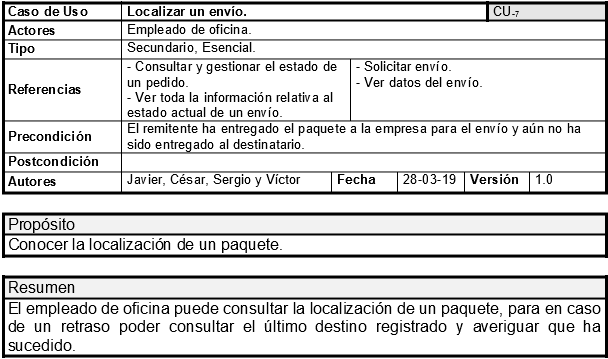 Caso de Uso Localizar un envío. CU-7
Actores Empleado de oficina.
Tipo Secundario, Esencial.
Referencias
- Consultar y gestionar el estado de
un pedido.
- Ver toda la información relativa al
estado actual de un envío.
- Solicitar envío.
- Ver datos del envío.
Precondición
El remitente ha entregado el paquete a la empresa para el envío y aún no ha
sido entregado al destinatario.
Postcondición
Autores Javier, César, Sergio y Víctor Fecha 28-03-19 Versión 1.0
Propósito
Conocer la localización de un paquete.
Resumen
El empleado de oficina puede consultar la localización de un paquete, para en caso
de un retraso poder consultar el último destino registrado y averiguar que ha
sucedido.